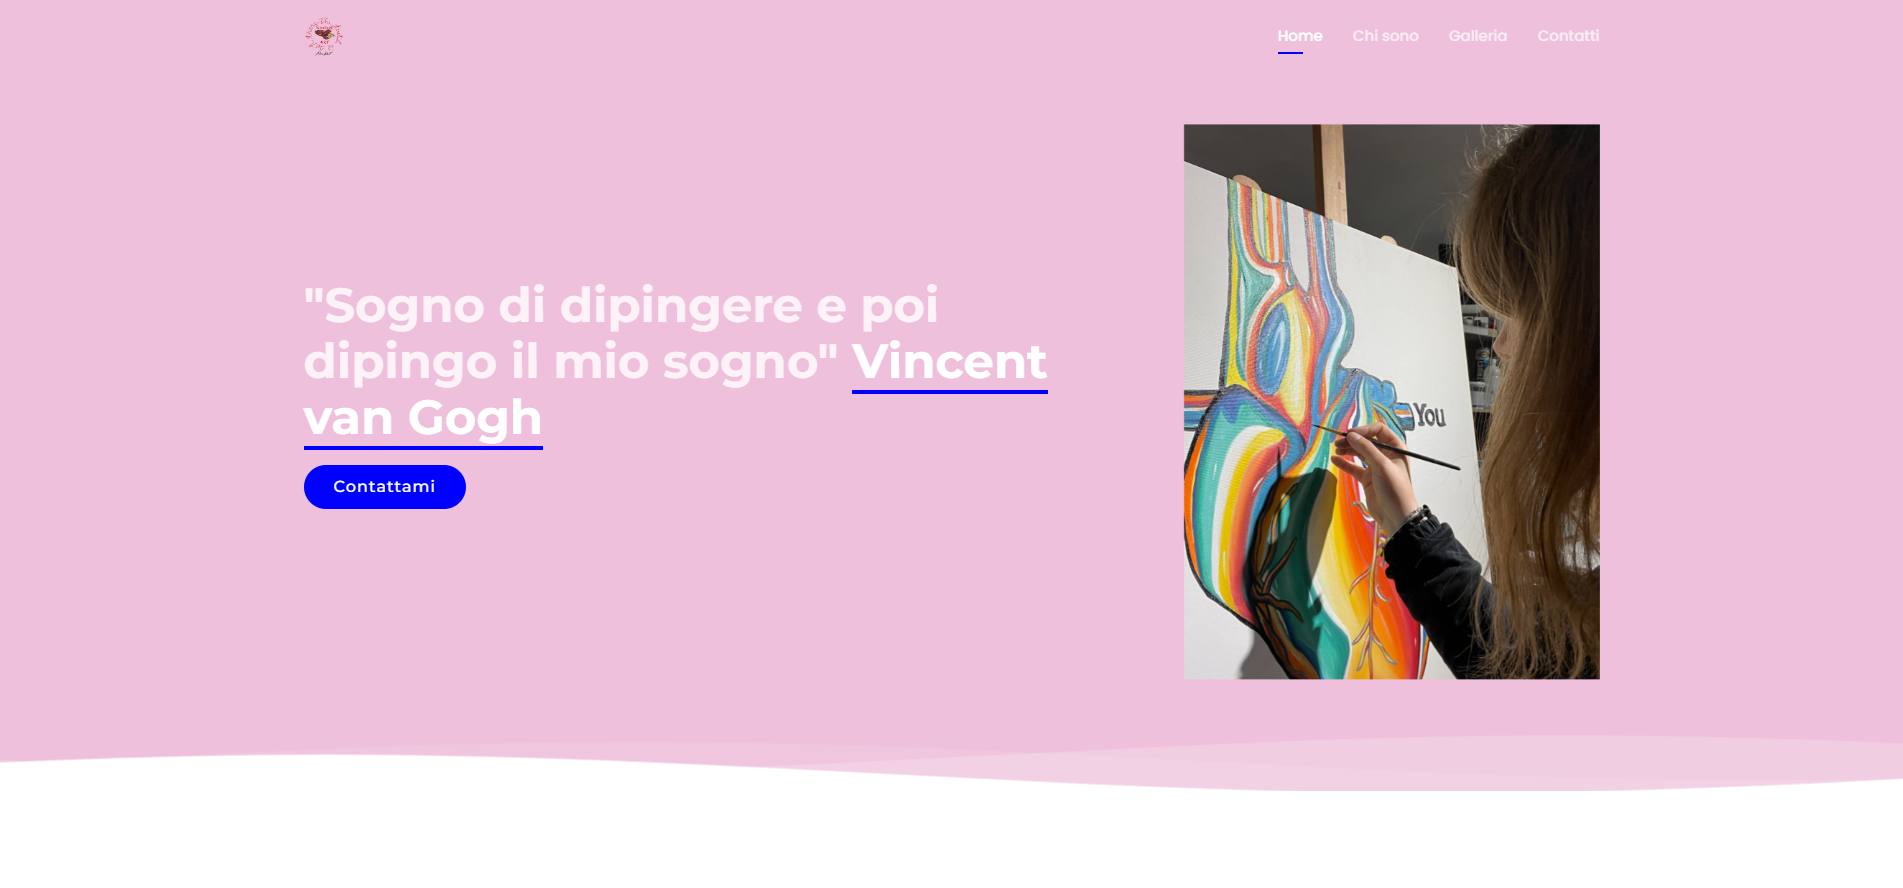 Home Chi sono Galleria Contatti
"Sogno di dipingere e poi
dipingo il mio sogno" Vincent
van Gogh
Contattami
You